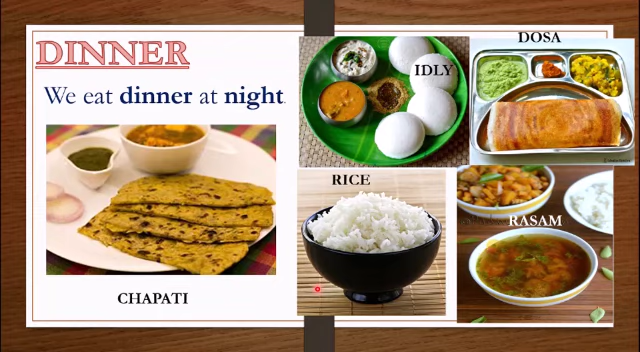 DINNER
We eat dinner at night.
CHAPATI
IDLY
DOSA
RICE
RASAM